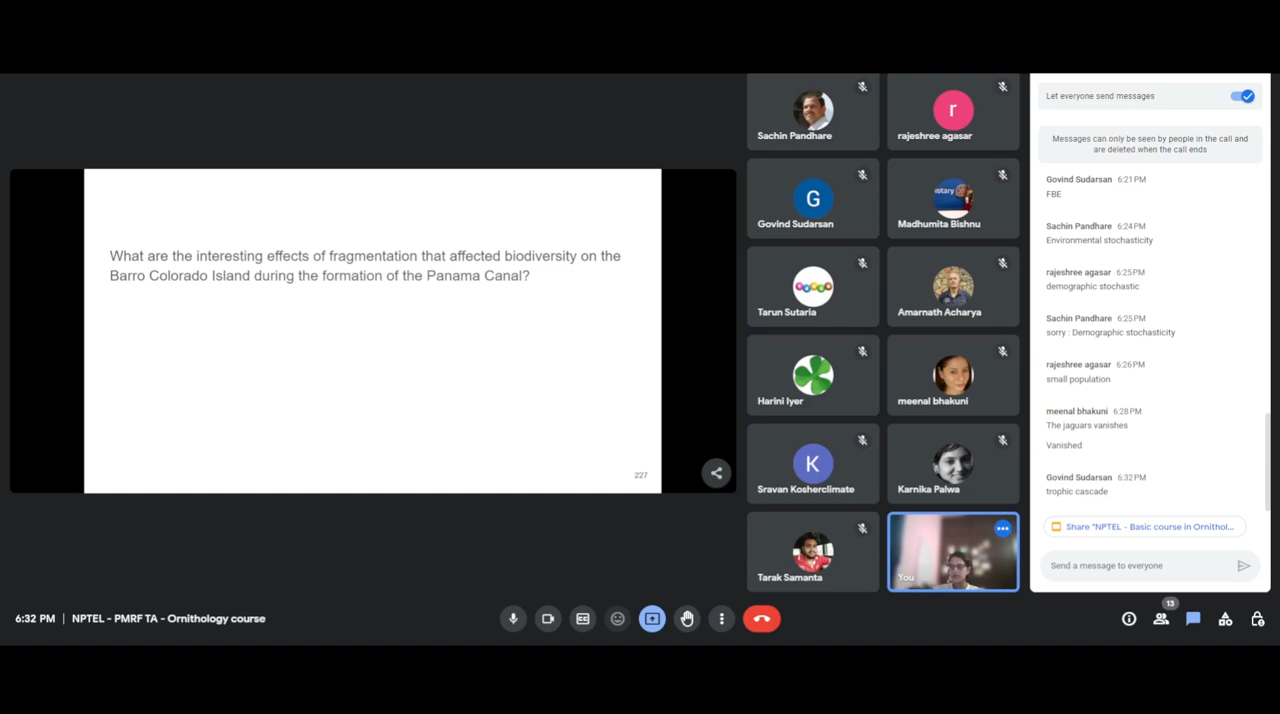 What are the interesting effects of fragmentation that affected biodiversity on the
Barro Colorado Island during the formation of the Panama Canal?
227
Sachin Pandhare
r
rajeshree agasar
G
Govind Sudarsan
otary
Madhumita Bishnu
Tarun Sutaria
Amarnath Acharya
Harini Iyer
meenal bhakuni
K
Sravan Kosherclimate
Karnika Palwa
Tarak Samanta
You
Let everyone send messages
Messages can only be seen by people in the call and
are deleted when the call ends
Govind Sudarsan 6:21 PM
FBE
Sachin Pandhare 6:24 PM
Environmental stochasticity
rajeshree agasar 6:25 PM
demographic stochastic
Sachin Pandhare 6:25 PM
sorry : Demographic stochasticity
rajeshree agasar 6:26 PM
small population
meenal bhakuni 6:28 PM
The jaguars vanishes
Vanished
Govind Sudarsan 6:32 PM
trophic cascade
Share "NPTEL - Basic course in Ornithol...
Send a message to everyone
6:32 PM | NPTEL - PMRF TA - Ornithology course
13